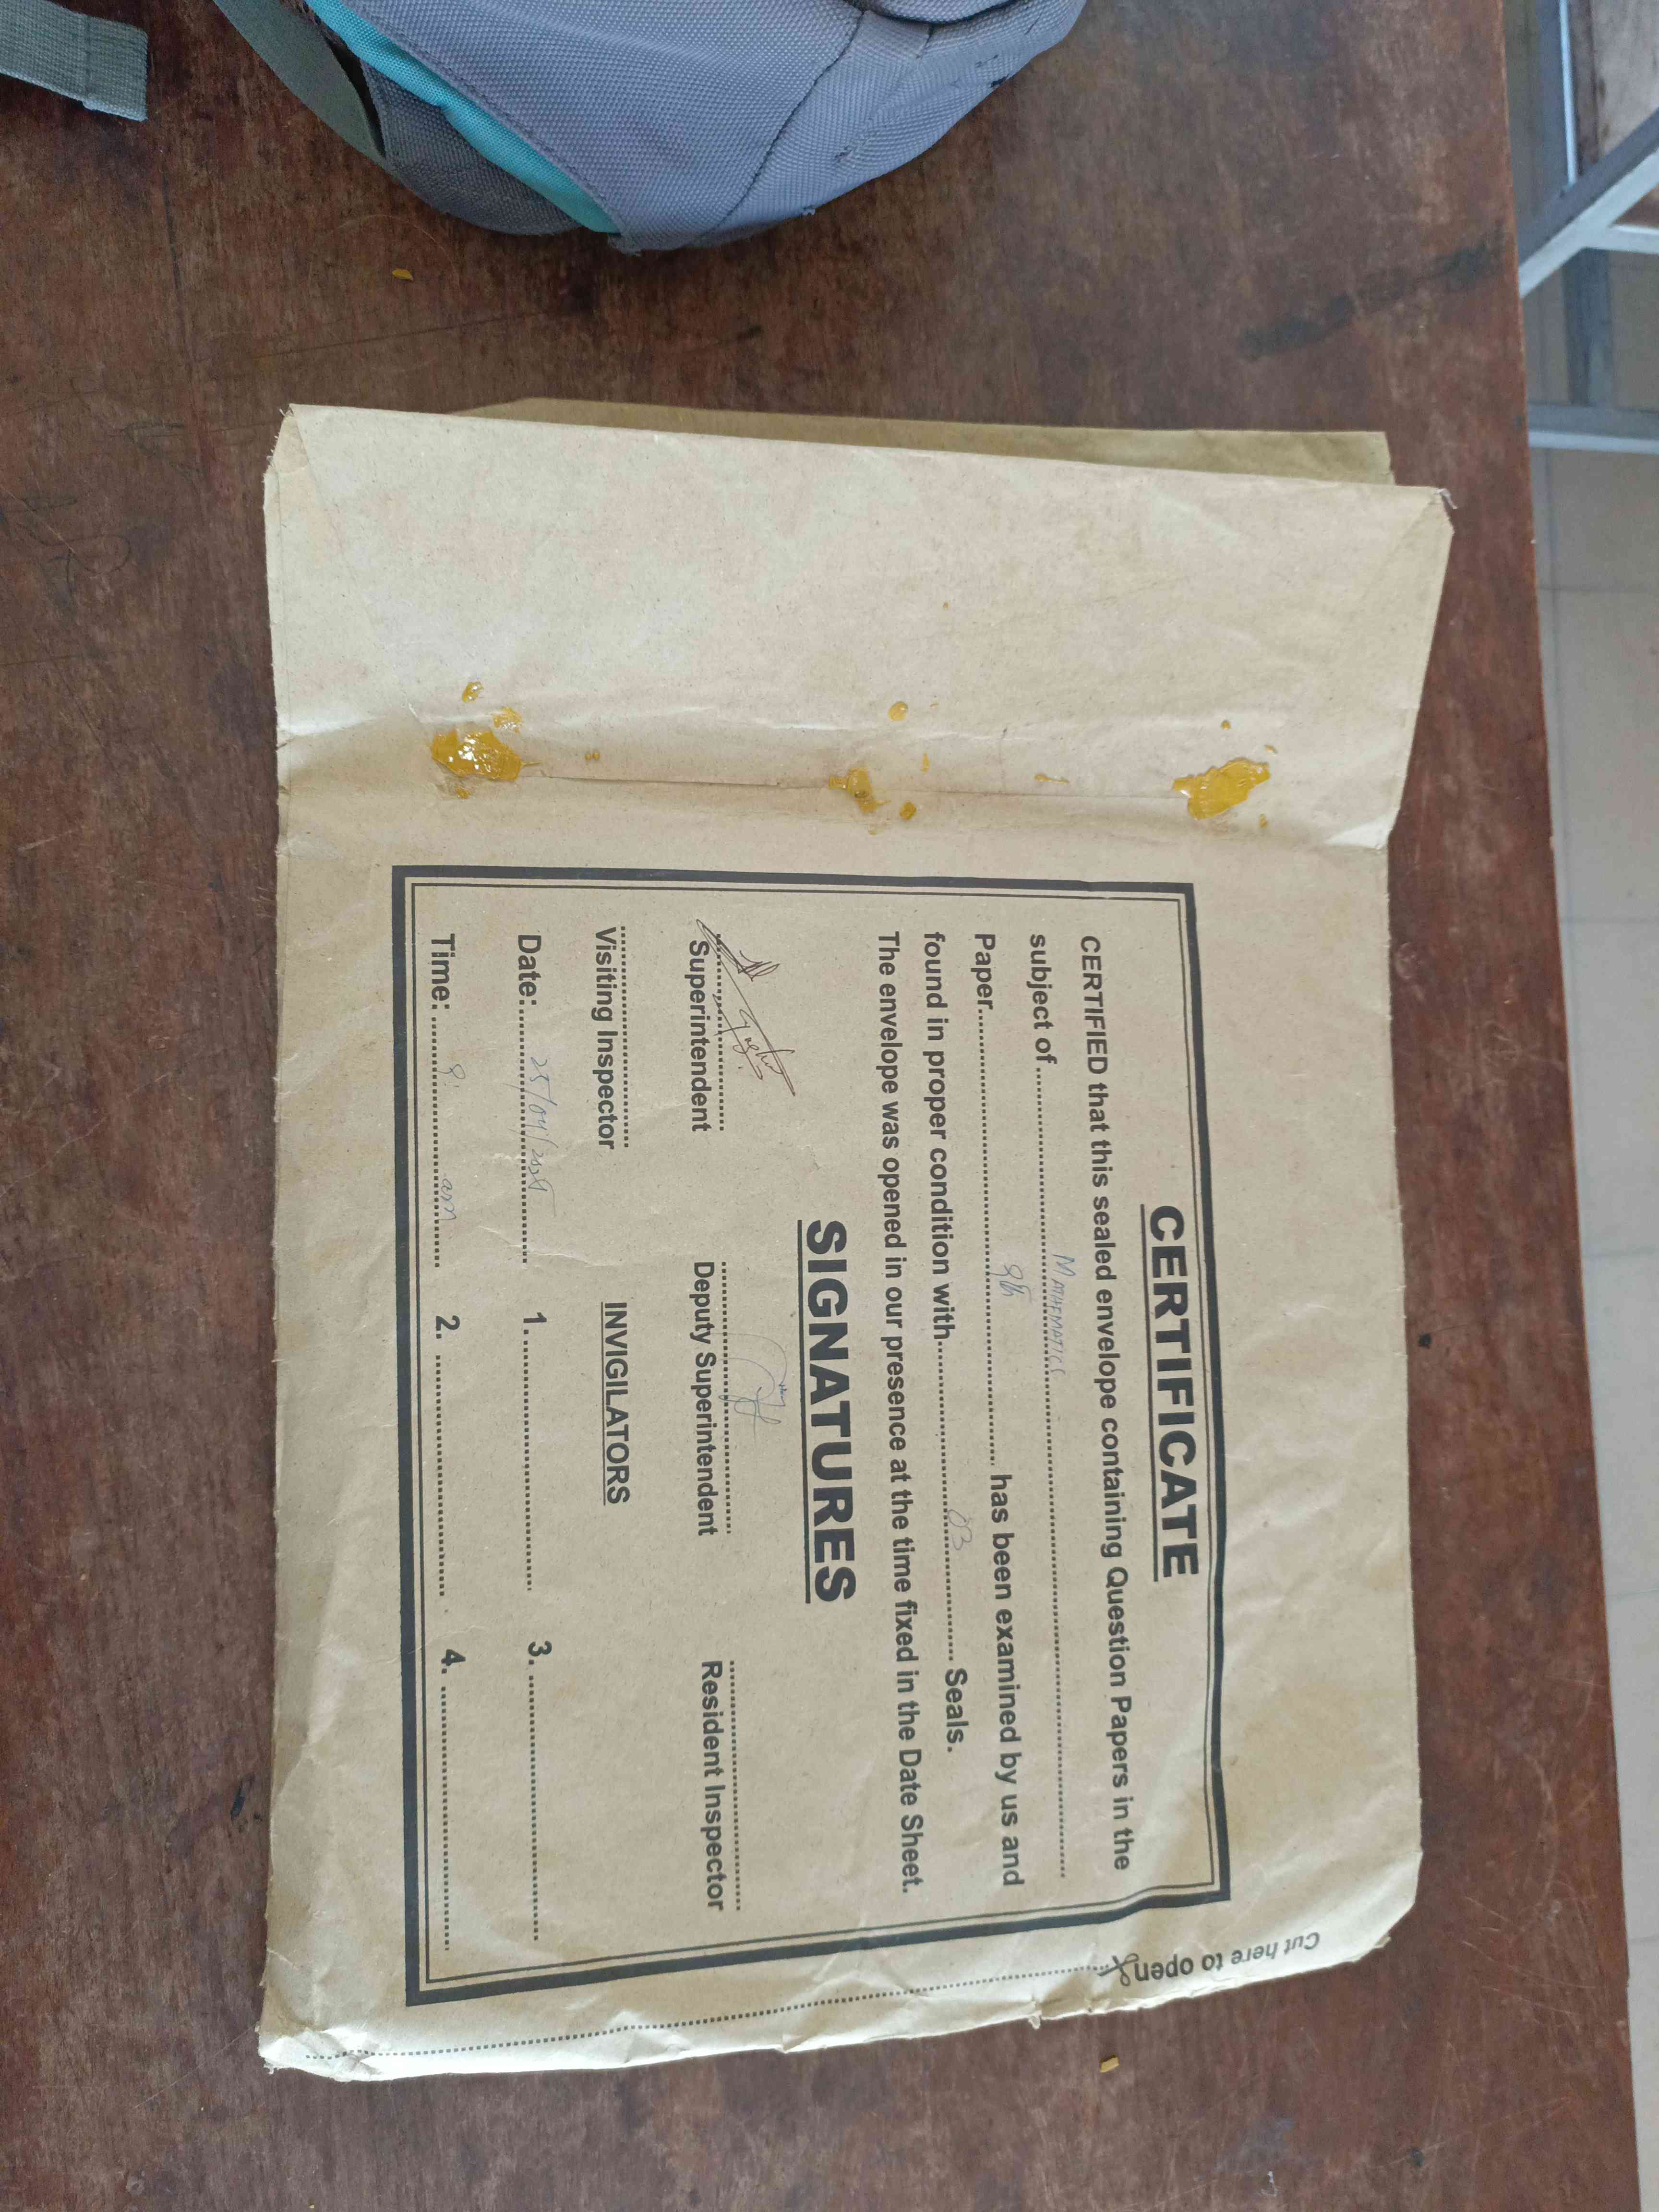 CERTIFICATE
CERTIFIED that this sealed envelope containing Question Papers in the
subject of MATHEMATICS
Paper 9th has been examined by us and
found in proper condition with 03 Seals.
The envelope was opened in our presence at the time fixed in the Date Sheet.
SIGNATURES
Superintendent Deputy Superintendent Resident Inspector
Visiting Inspector INVIGILATORS
Date: 25/04/2025 1. 3.
Time: 9: am 2. 4.
Cut here to open